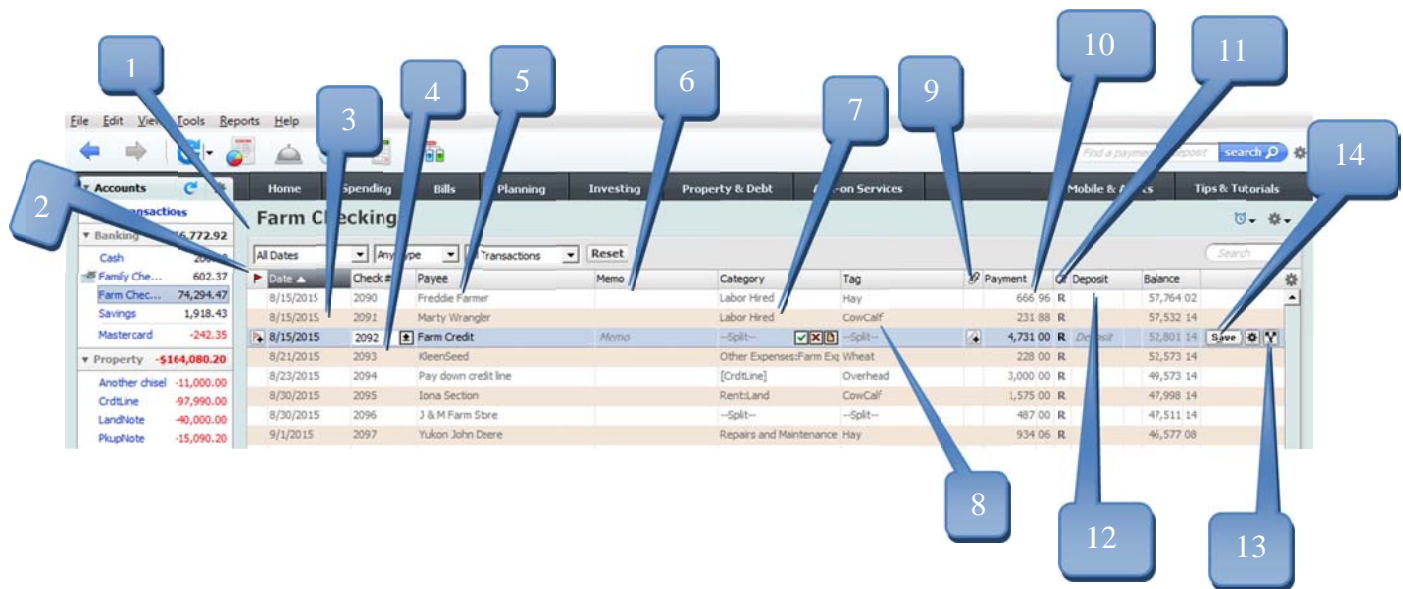 10
11
1
4
5
6
9
3
7
14
File Edit View Tools Reports Help
search
2
Accounts
Home Spending Bills Planning Investing Property & Debt Tips & Tutorials
Farm Checking
Banking
All Dates Transactions Reset Search
Cash
Family Che... 602.37
Date Check # Payee Memo Category Tag Payment Deposit Balance
Farm Chec... 74,294.47
8/15/2015 2090 Freddie Farmer Labor Hired Hay 666 96 R 57,764 02
Savings 1,918.43
8/15/2015 2091 Marty Wrangler Labor Hired CowCalf 231 88 R 57,532 14
Mastercard -242.35
8/15/2015 2092 Farm Credit Memo --Split-- --Split-- 4,731 00 R Deposit 52,801 14 Save
Property -$164,080.20
8/21/2015 2093 KleenSeed Other Expenses:Farm Exp Wheat 228 00 R 52,573 14
Another chisel -11,000.00
8/23/2015 2094 Pay down credit line [CrdtLine] Overhead 3,000 00 R 49,573 14
CrdtLine -97,990.00
8/30/2015 2095 Iona Section Rent:Land CowCalf 1,575 00 R 47,998 14
LandNote -40,000.00
8/30/2015 2096 J & M Farm Store --Split-- --Split-- 487 00 R 47,511 14
PkupNote -15,090.20
9/1/2015 2097 Yukon John Deere Repairs and Maintenance Hay 934 06 R 46,577 08
8
12
13